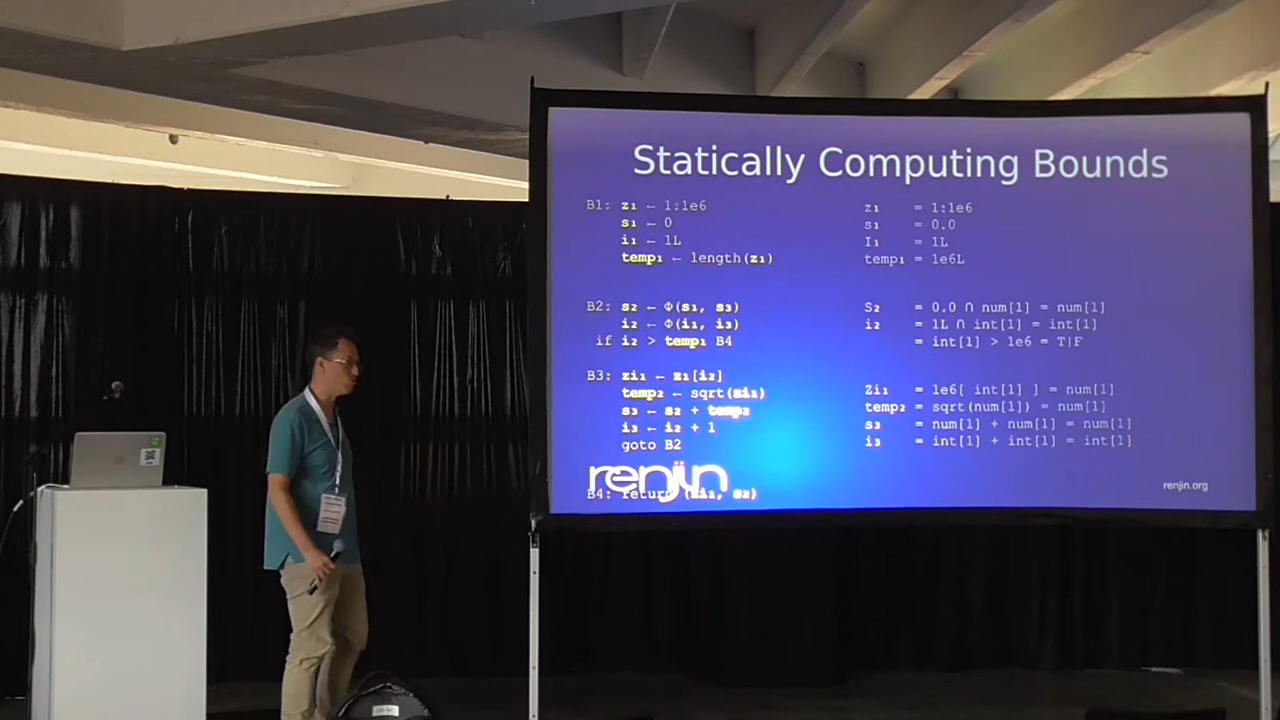 Statically Computing Bounds
B1: z₁ ← 1:1e6
s₁ ← 0
i₁ ← 1L
temp₁ ← length(z₁)
B2: s₂ ← Φ(s₁, s₃)
i₂ ← Φ(i₁, i₃)
if i₂ > temp₁ B4
B3: zi₁ ← z₁[i₂]
temp₂ ← sqrt(zi₁)
s₃ ← s₂ + temp₂
i₃ ← i₂ + 1
goto B2
B4: return (zi₁, s₂)
z₁ = 1:1e6
s₁ = 0.0
I₁ = 1L
temp₁ = 1e6L
S₂ = 0.0 ∩ num[1] = num[1]
i₂ = 1L ∩ int[1] = int[1]
= int[1] > 1e6 = T|F
Zi₁ = 1e6[ int[1] ] = num[1]
temp₂ = sqrt(num[1]) = num[1]
s₃ = num[1] + num[1] = num[1]
i₃ = int[1] + int[1] = int[1]
renjin
renjin.org